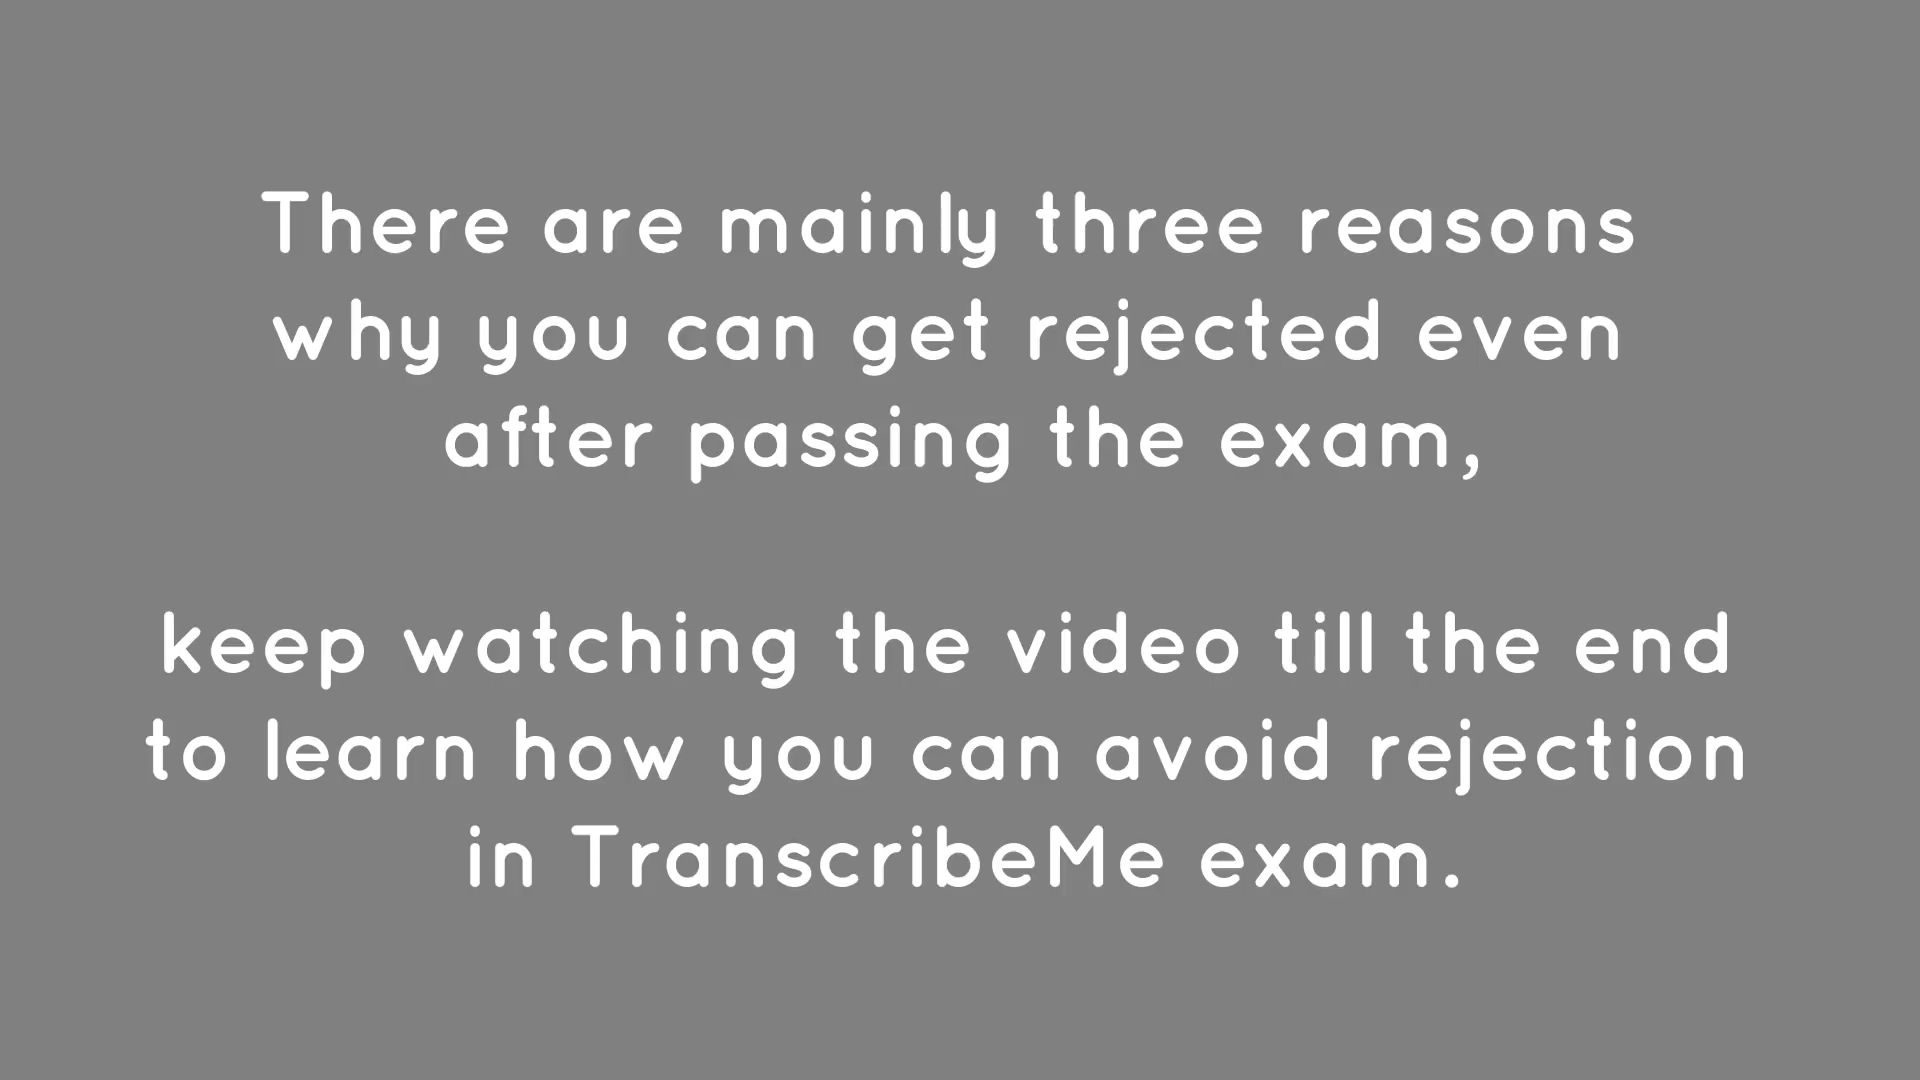 There are mainly three reasons
why you can get rejected even
after passing the exam,
keep watching the video till the end
to learn how you can avoid rejection
in TranscribeMe exam.